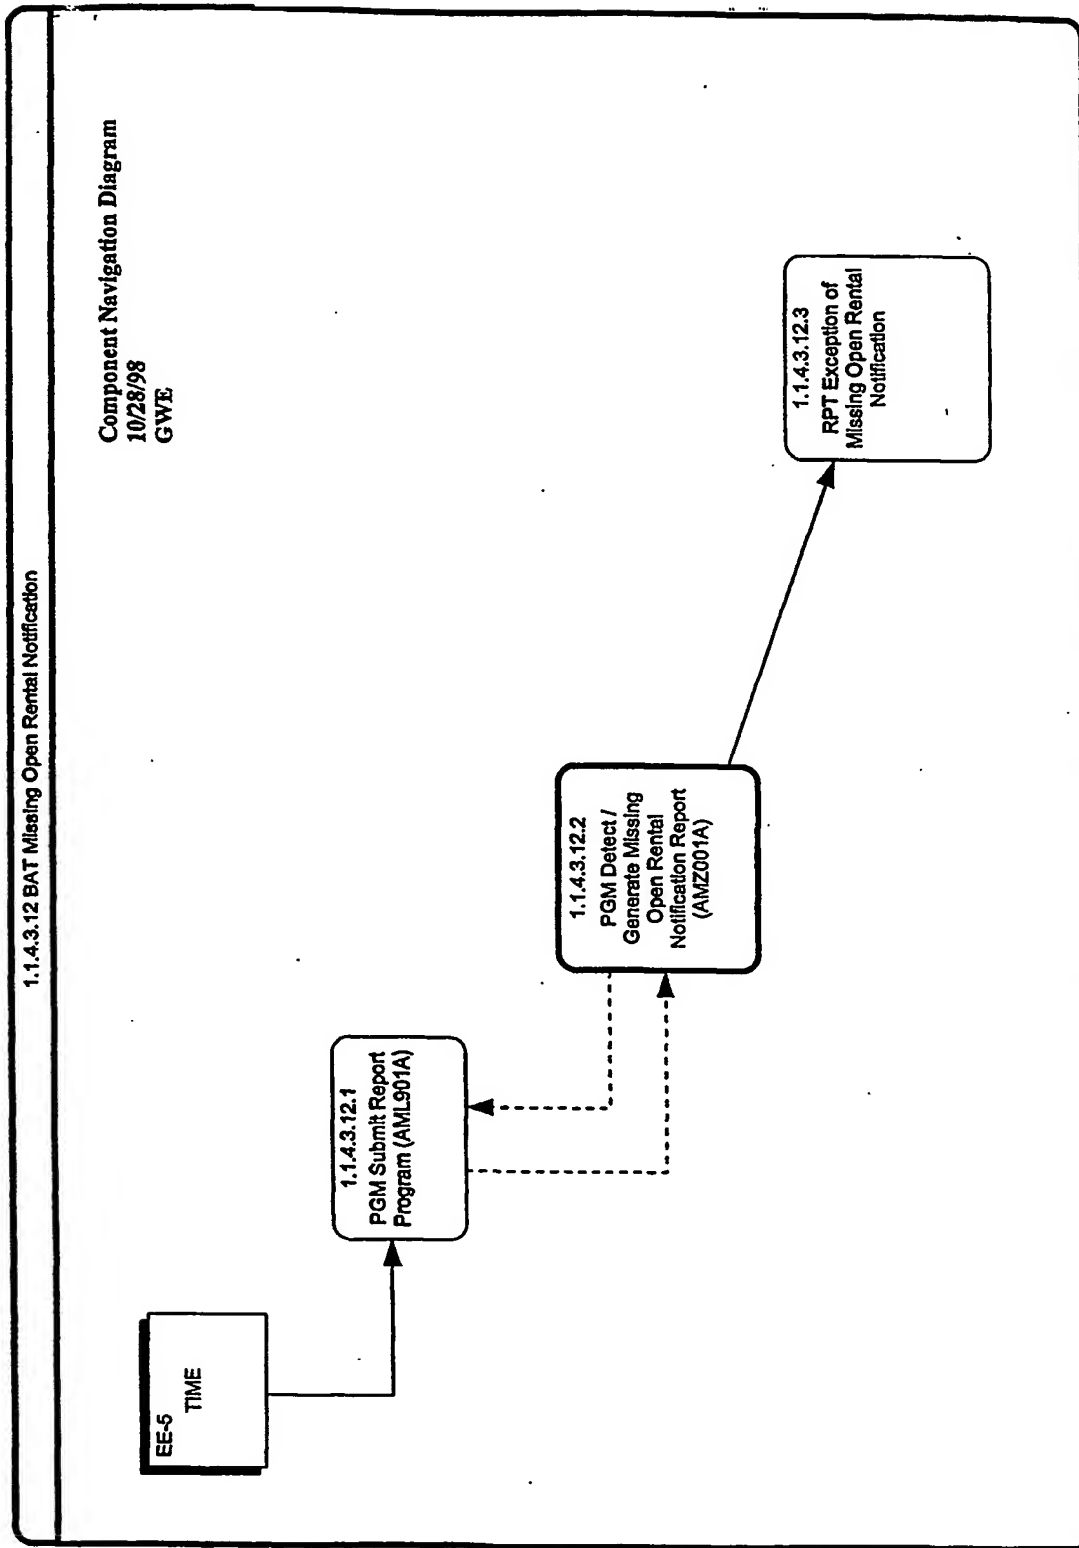 1.1.4.3.12 BAT Missing Open Rental Notification
Component Navigation Diagram
10/28/98
GWE
EE-5
TIME
1.1.4.3.12.1
PGM Submit Report
Program (AML901A)
1.1.4.3.12.2
PGM Detect /
Generate Missing
Open Rental
Notification Report
(AMZ001A)
1.1.4.3.12.3
RPT Exception of
Missing Open Rental
Notification